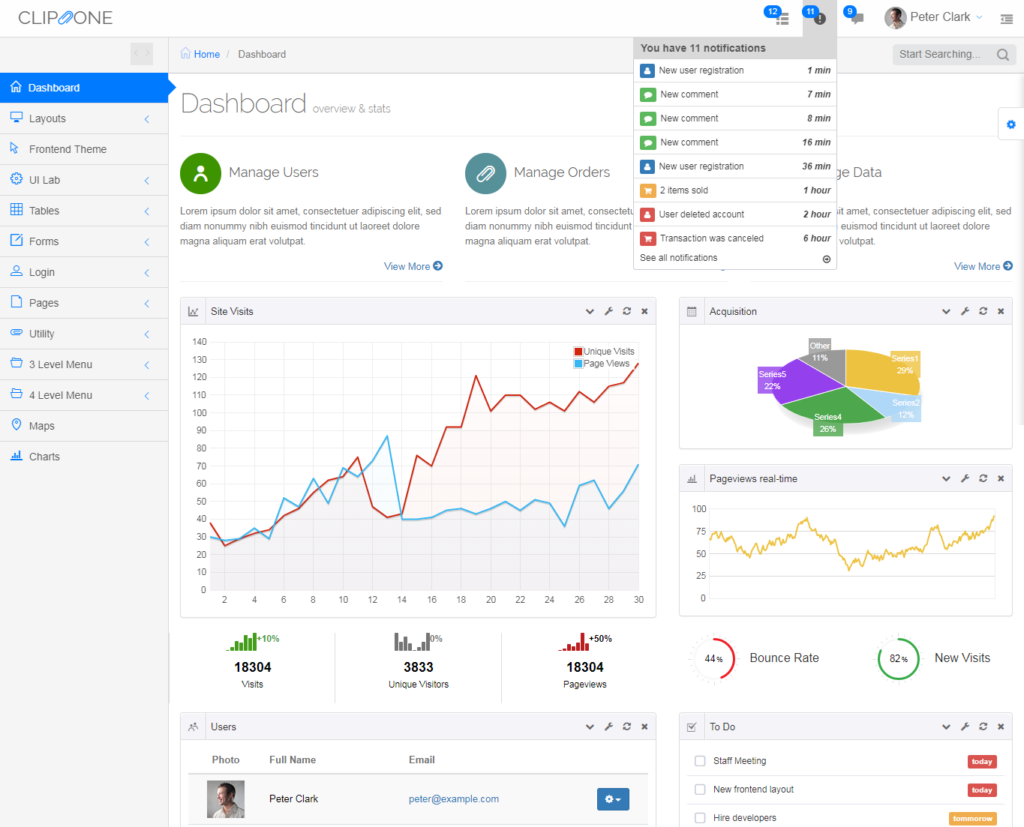 CLIP ONE
12
11
9
Peter Clark
Home / Dashboard
Start Searching...
You have 11 notifications
New user registration 1 min
New comment 7 min
New comment 8 min
New comment 16 min
New user registration 36 min
2 items sold 1 hour
User deleted account 2 hour
Transaction was canceled 6 hour
See all notifications
Dashboard
Layouts
Frontend Theme
UI Lab
Tables
Forms
Login
Pages
Utility
3 Level Menu
4 Level Menu
Maps
Charts
Dashboard overview & stats
Manage Users
Lorem ipsum dolor sit amet, consectetuer adipiscing elit, sed
diam nonummy nibh euismod tincidunt ut laoreet dolore
magna aliquam erat volutpat.
View More
Manage Orders
Lorem ipsum dolor sit amet, consectetu
diam nonummy nibh euismod tincidunt u
magna aliquam erat volutpat.
ge Data
sit amet, consectetuer adipiscing elit, sed
nibh euismod tincidunt ut laoreet dolore
volutpat.
View More
Site Visits
Unique Visits
Page Views
140
130
120
110
100
90
80
70
60
50
40
30
20
10
0
2 4 6 8 10 12 14 16 18 20 22 24 26 28 30
Acquisition
Other
11%
Series1
29%
Series5
22%
Series2
12%
Series4
26%
Pageviews real-time
100
75
50
25
0
+10%
18304
Visits
0%
3833
Unique Visitors
+50%
18304
Pageviews
44% Bounce Rate
82% New Visits
Users
Photo Full Name Email
Peter Clark peter@example.com
To Do
Staff Meeting today
New frontend layout today
Hire developers tommorow